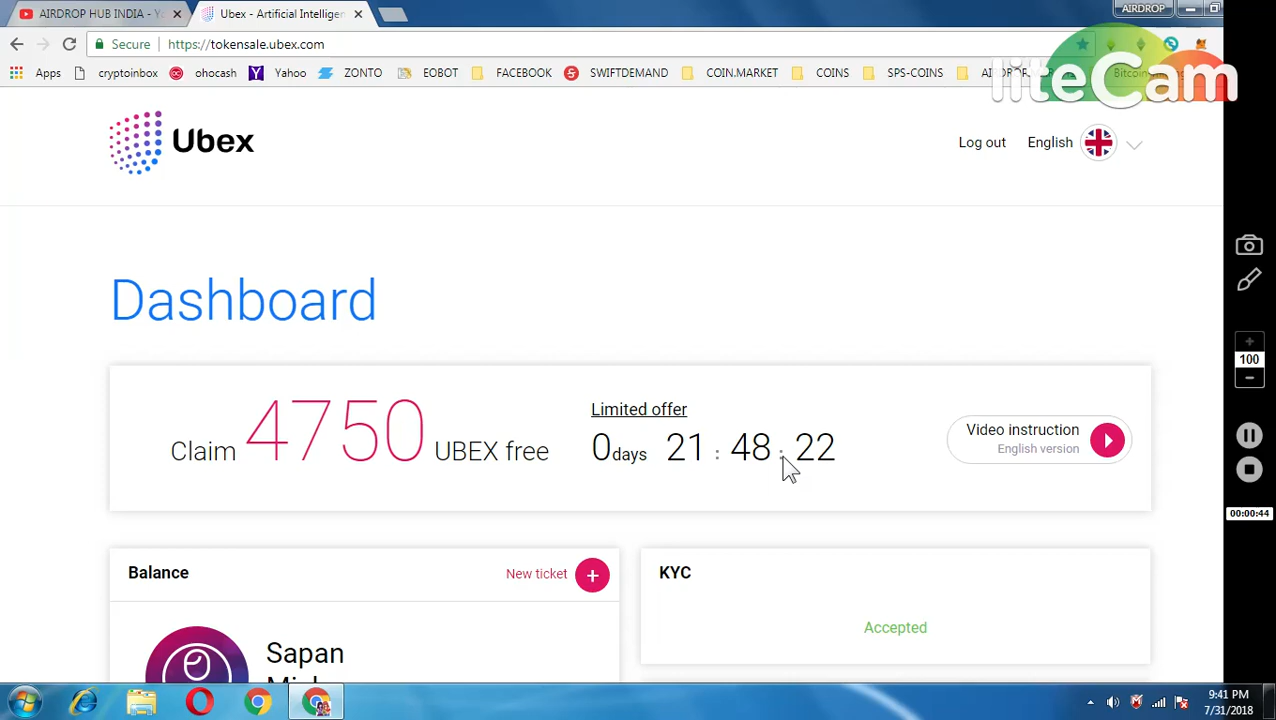 AIRDROP HUB INDIA - Yo
Ubex - Artificial Intelligen
AIRDROP
Secure
https://tokensale.ubex.com
Apps
cryptoinbox
ohocash
Yahoo
ZONTO
EOBOT
FACEBOOK
SWIFTDEMAND
COIN.MARKET
COINS
SPS-COINS
liteCam
Ubex
Log out
English
Dashboard
Claim 4750 UBEX free
Limited offer
0days 21 : 48 : 22
Video instruction
English version
100
00:00:44
Balance
New ticket
KYC
Accepted
Sapan
9:41 PM
7/31/2018